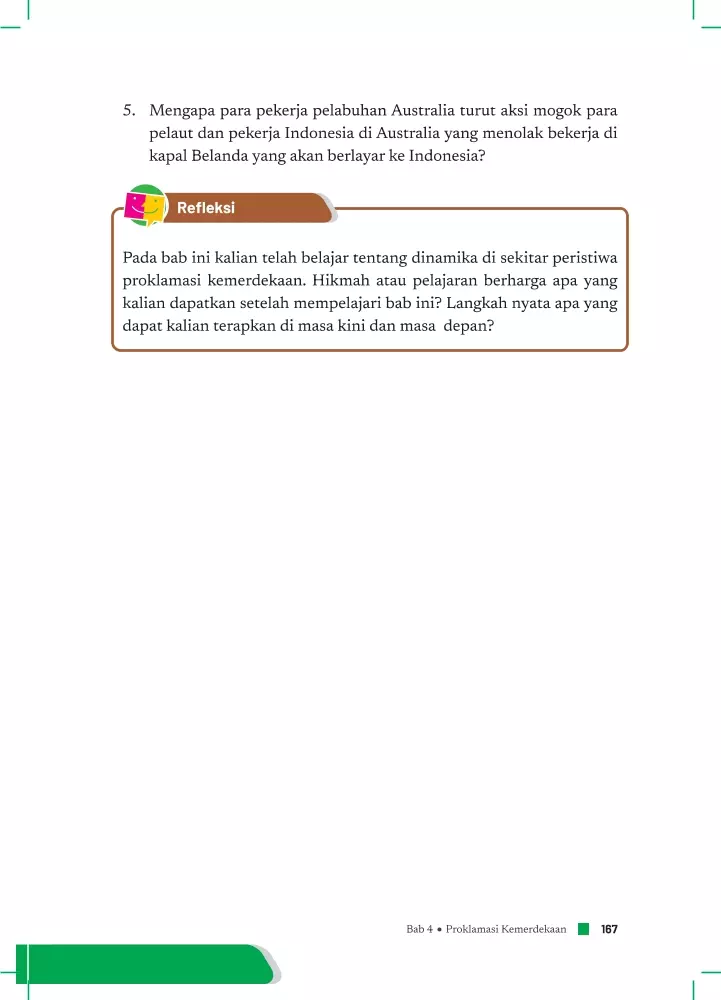 5. Mengapa para pekerja pelabuhan Australia turut aksi mogok para
pelaut dan pekerja Indonesia di Australia yang menolak bekerja di
kapal Belanda yang akan berlayar ke Indonesia?
Refleksi
Pada bab ini kalian telah belajar tentang dinamika di sekitar peristiwa
proklamasi kemerdekaan. Hikmah atau pelajaran berharga apa yang
kalian dapatkan setelah mempelajari bab ini? Langkah nyata apa yang
dapat kalian terapkan di masa kini dan masa depan?
Bab 4 • Proklamasi Kemerdekaan 167